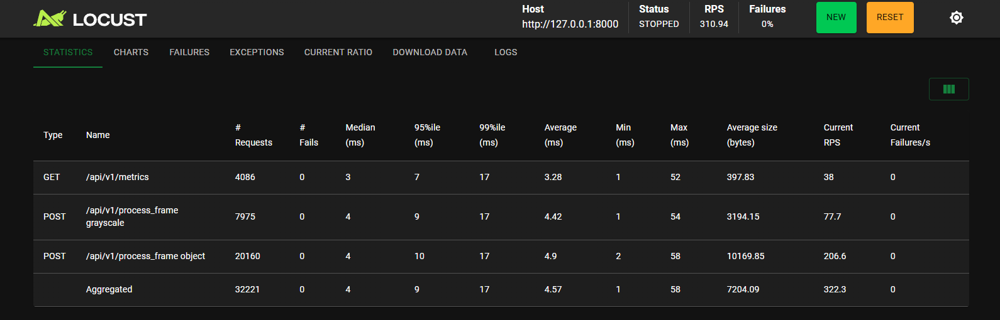 LOCUST
Host
http://127.0.0.1:8000
Status
STOPPED
RPS
310.94
Failures
0%
NEW
RESET
STATISTICS CHARTS FAILURES EXCEPTIONS CURRENT RATIO DOWNLOAD DATA LOGS
Type Name # Requests # Fails Median (ms) 95%ile (ms) 99%ile (ms) Average (ms) Min (ms) Max (ms) Average size (bytes) Current RPS Current Failures/s
GET /api/v1/metrics 4086 0 3 7 17 3.28 1 52 397.83 38 0
POST /api/v1/process_frame grayscale 7975 0 4 9 17 4.42 1 54 3194.15 77.7 0
POST /api/v1/process_frame object 20160 0 4 10 17 4.9 2 58 10169.85 206.6 0
Aggregated 32221 0 4 9 17 4.57 1 58 7204.09 322.3 0